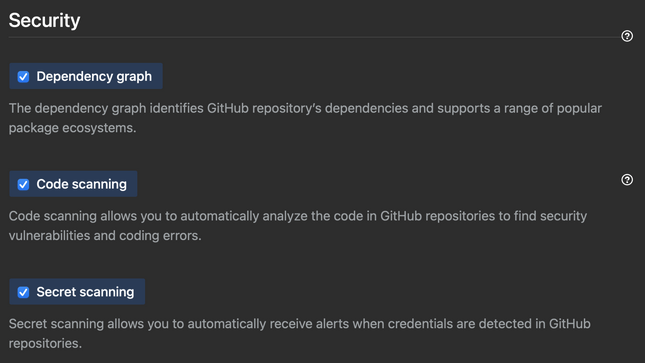 Security
Dependency graph
The dependency graph identifies GitHub repository's dependencies and supports a range of popular
package ecosystems.
Code scanning
Code scanning allows you to automatically analyze the code in GitHub repositories to find security
vulnerabilities and coding errors.
Secret scanning
Secret scanning allows you to automatically receive alerts when credentials are detected in GitHub
repositories.